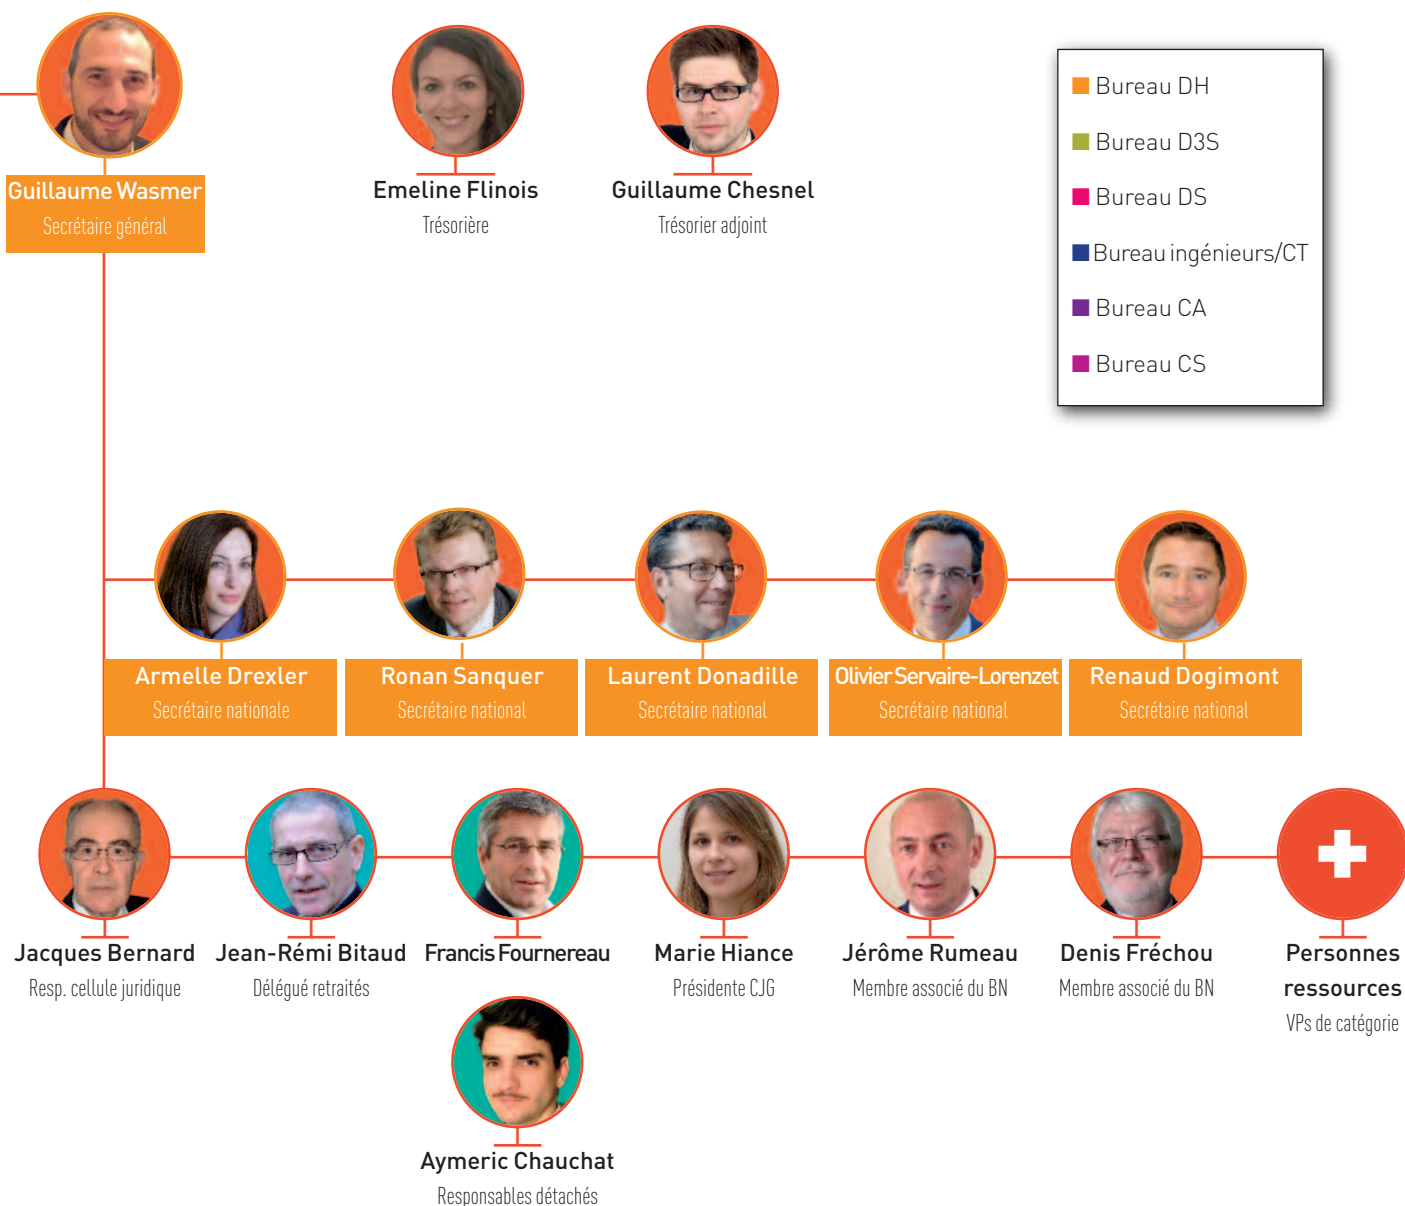 Guillaume Wasmer
Secrétaire général
Emeline Flinois
Trésorière
Guillaume Chesnel
Trésorier adjoint
Bureau DH
Bureau D3S
Bureau DS
Bureau ingénieurs/CT
Bureau CA
Bureau CS
Armelle Drexler
Secrétaire nationale
Ronan Sanquer
Secrétaire national
Laurent Donadille
Secrétaire national
Olivier Servaire-Lorenzet
Secrétaire national
Renaud Dogimont
Secrétaire national
Jacques Bernard
Resp. cellule juridique
Jean-Rémi Bitaud
Délégué retraités
Francis Fournereau
Marie Hiance
Présidente CJG
Jérôme Rumeau
Membre associé du BN
Denis Fréchou
Membre associé du BN
Personnes
ressources
VPs de catégorie
Aymeric Chauchat
Responsables détachés